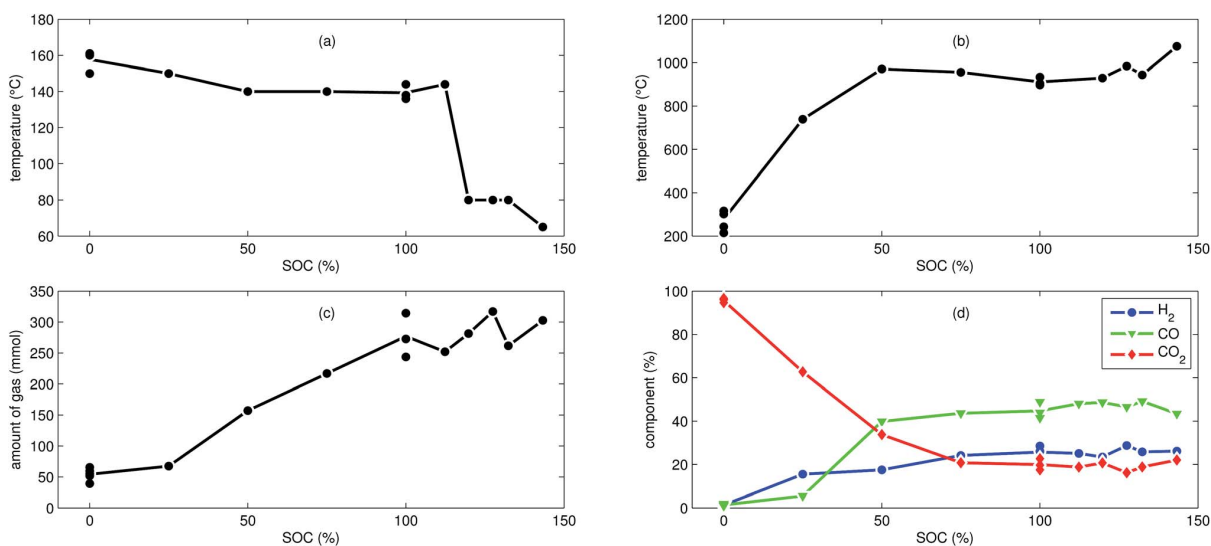 180
160
140
120
100
80
60
temperature (°C)
(a)
0
50
100
150
SOC (%)
1200
1000
800
600
400
200
temperature (°C)
(b)
0
50
100
150
SOC (%)
350
300
250
200
150
100
50
0
amount of gas (mmol)
(c)
0
50
100
150
SOC (%)
100
80
60
40
20
0
component (%)
(d)
H2
CO
CO2
0
50
100
150
SOC (%)